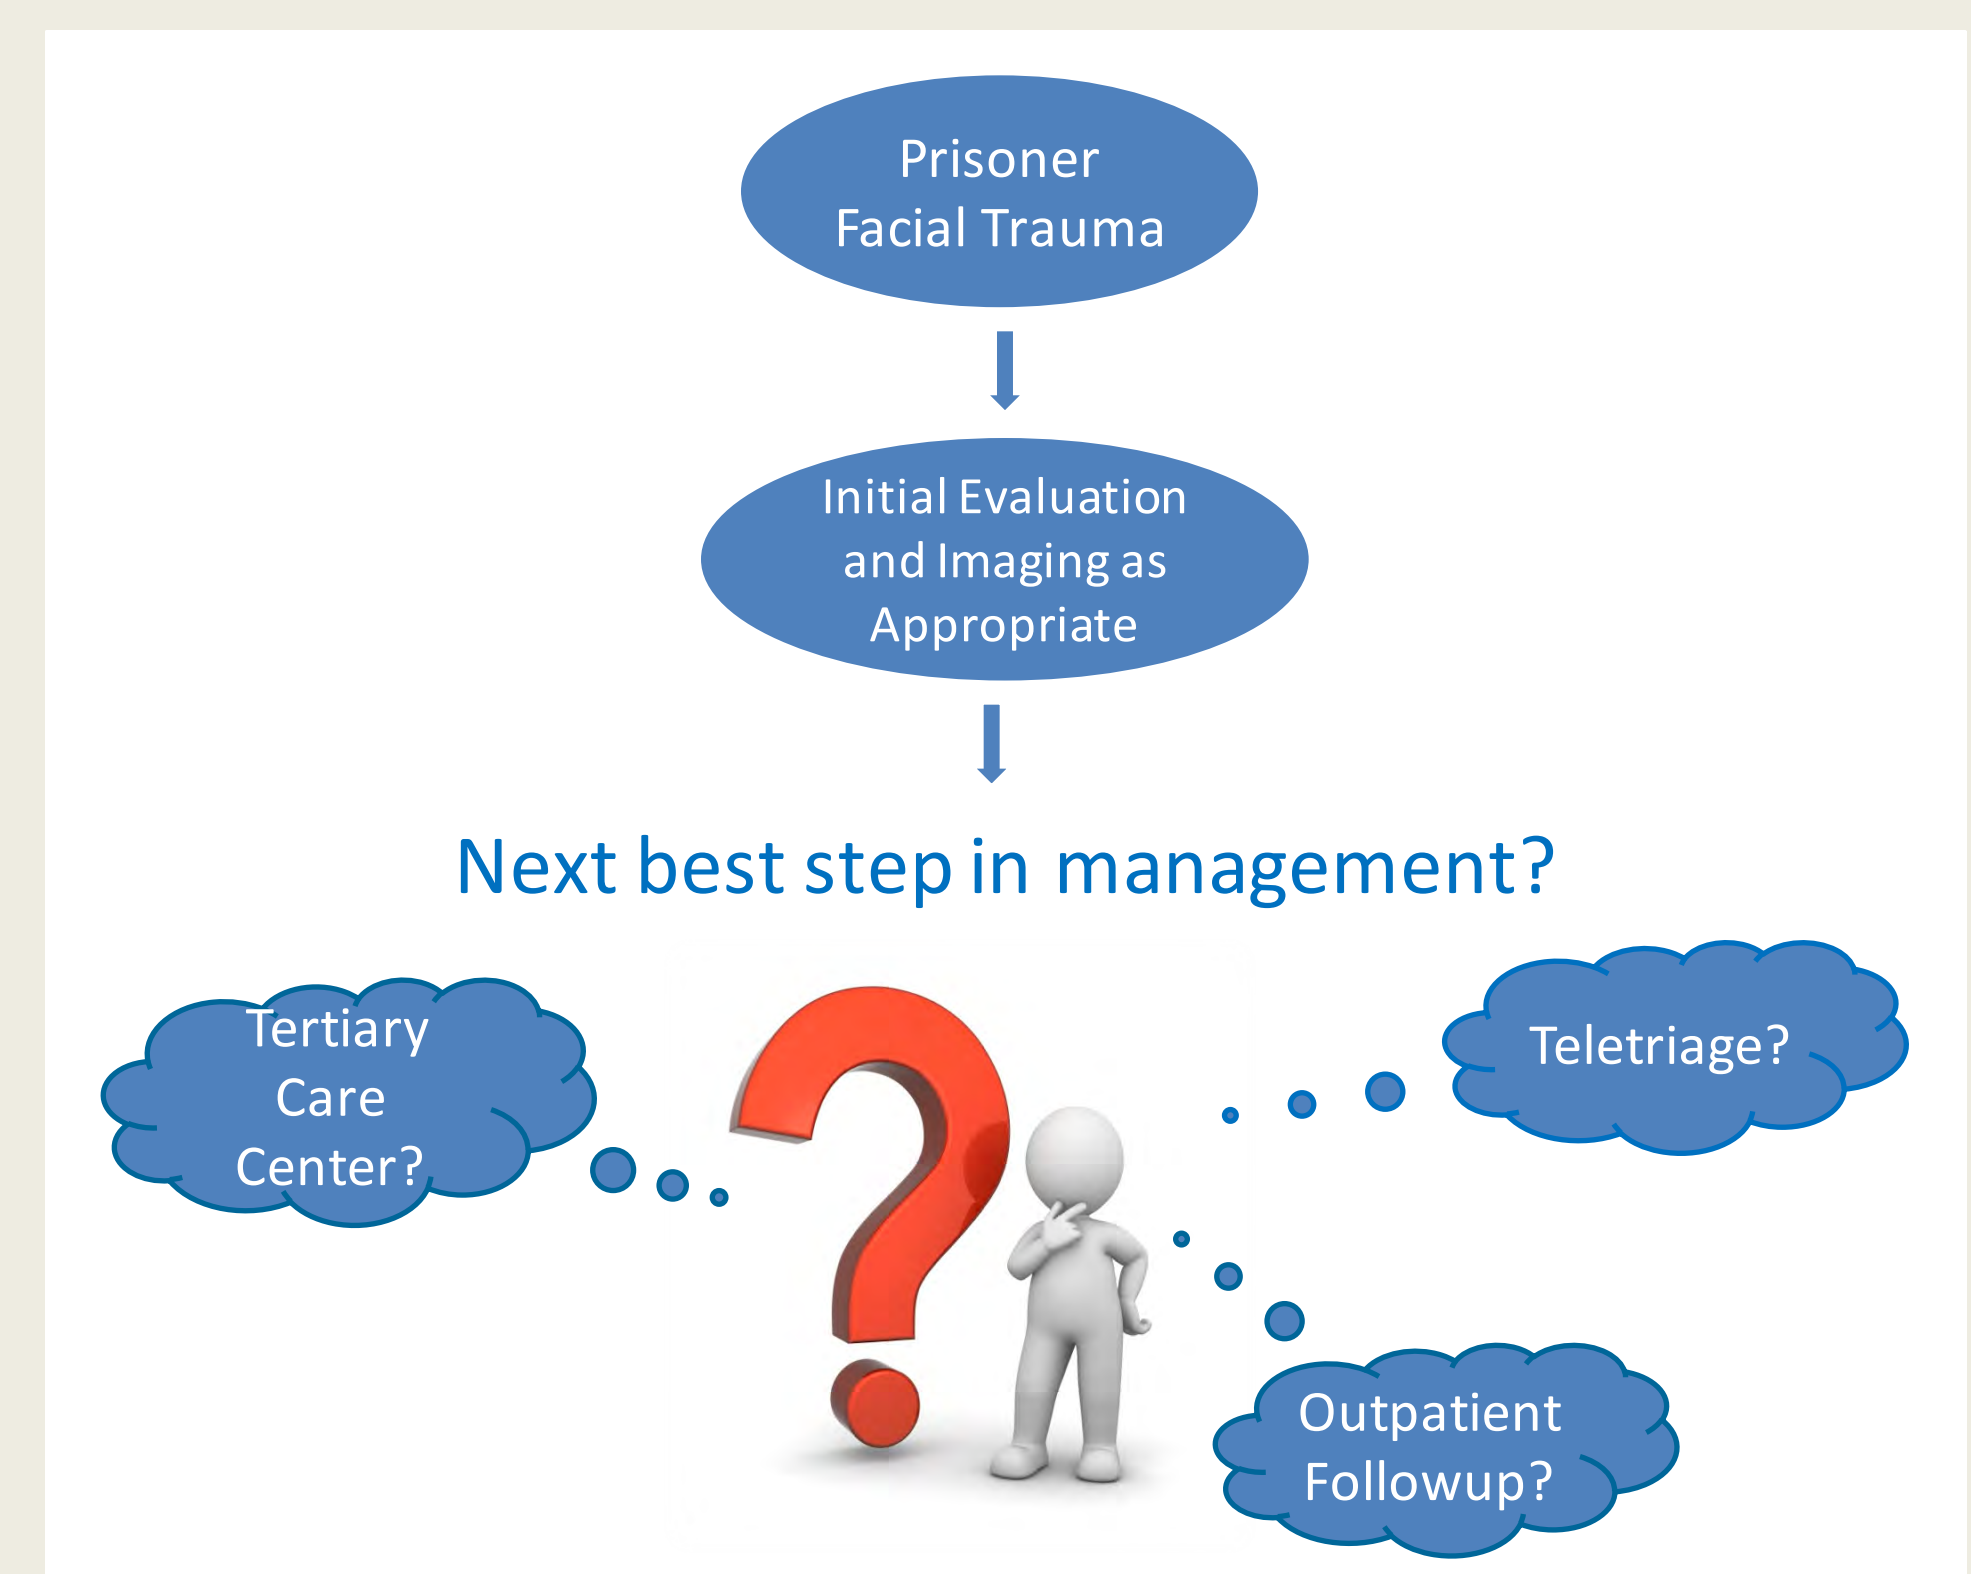 Prisoner
Facial Trauma
Initial Evaluation
and Imaging as
Appropriate
Next best step in management?
Tertiary
Care
Center?
Teletriage?
Outpatient
Followup?